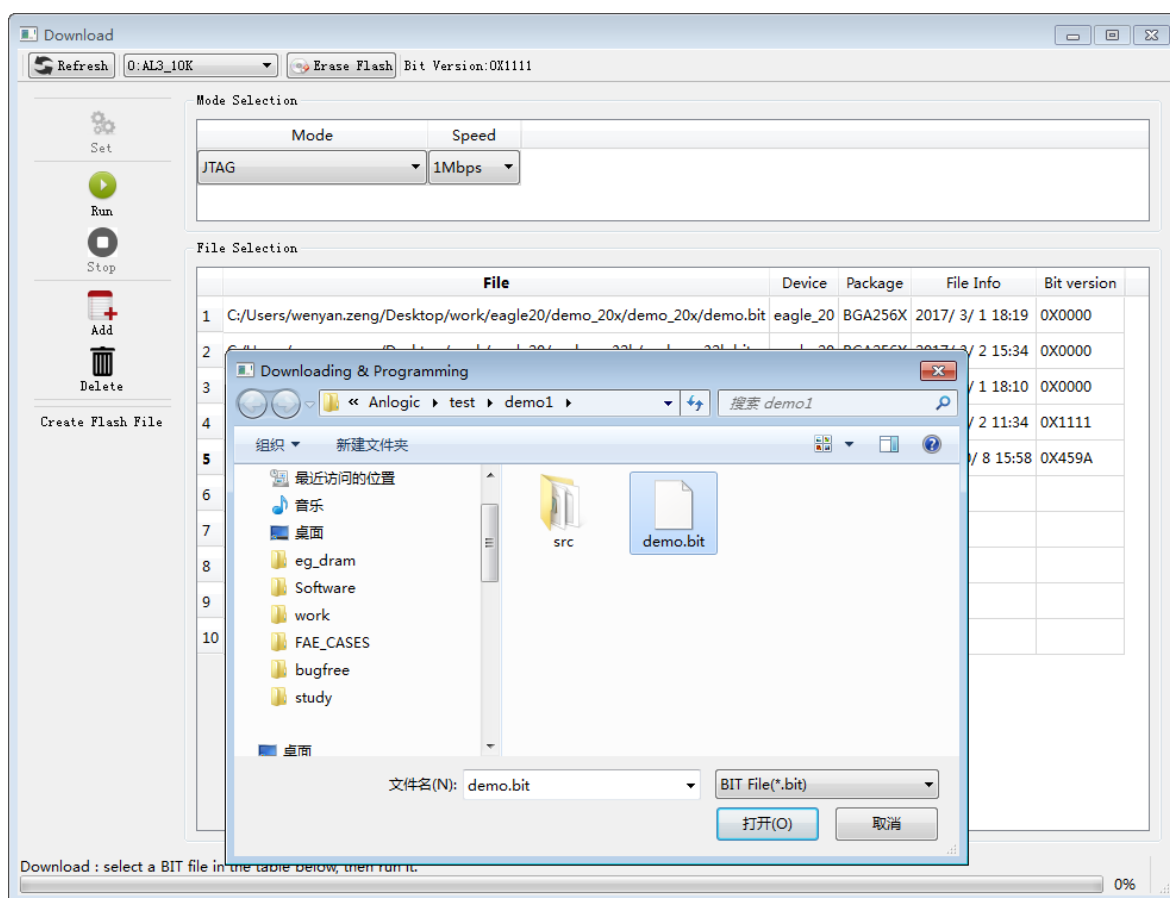 Download
Refresh 0:AL3_10K Erase Flash Bit Version:0X1111
Set
Run
Stop
Add
Delete
Create Flash File
Mode Selection
Mode Speed
JTAG 1Mbps
File Selection
File Device Package File Info Bit version
1 C:/Users/wenyan.zeng/Desktop/work/eagle20/demo_20x/demo_20x/demo.bit eagle_20 BGA256X 2017/ 3/ 1 18:19 0X0000
2 / 2 15:34 0X0000
3 / 1 18:10 0X0000
4 / 2 11:34 0X1111
5 / 8 15:58 0X459A
6
7
8
9
10
Downloading & Programming
« Anlogic test demo1 搜索 demo1
组织 新建文件夹
最近访问的位置
音乐
桌面
eg_dram
Software
work
FAE_CASES
bugfree
study
桌面
src
demo.bit
文件名(N): demo.bit BIT File(*.bit)
打开(O) 取消
Download : select a BIT file in the table below, then run it.
0%